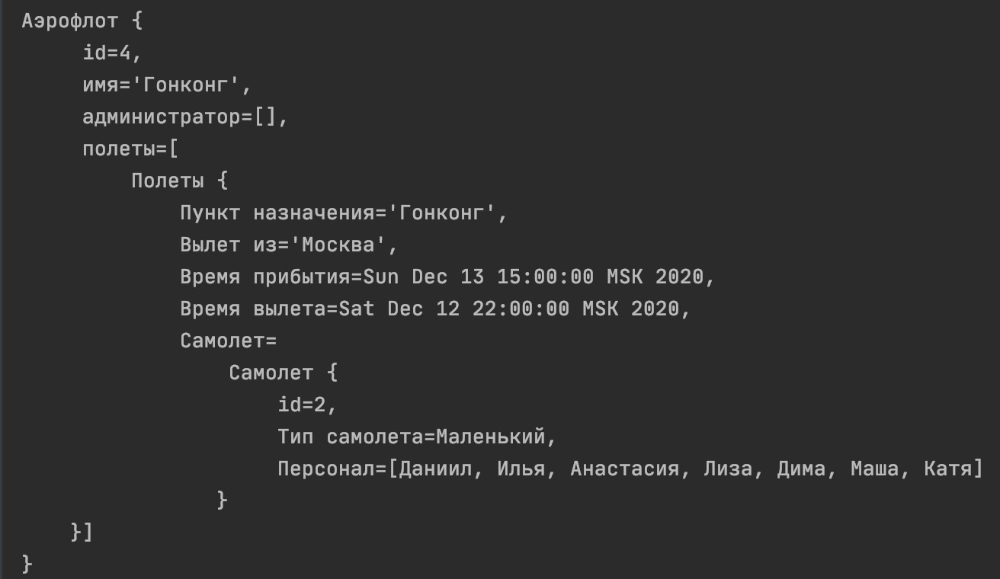 Аэрофлот {
id=4,
имя='Гонконг',
администратор=[],
полеты=[
Полеты {
Пункт назначения='Гонконг',
Вылет из='Москва',
Время прибытия=Sun Dec 13 15:00:00 MSK 2020,
Время вылета=Sat Dec 12 22:00:00 MSK 2020,
Самолет=
Самолет {
id=2,
Тип самолета=Маленький,
Персонал=[Даниил, Илья, Анастасия, Лиза, Дима, Маша, Катя]
}
}]
}